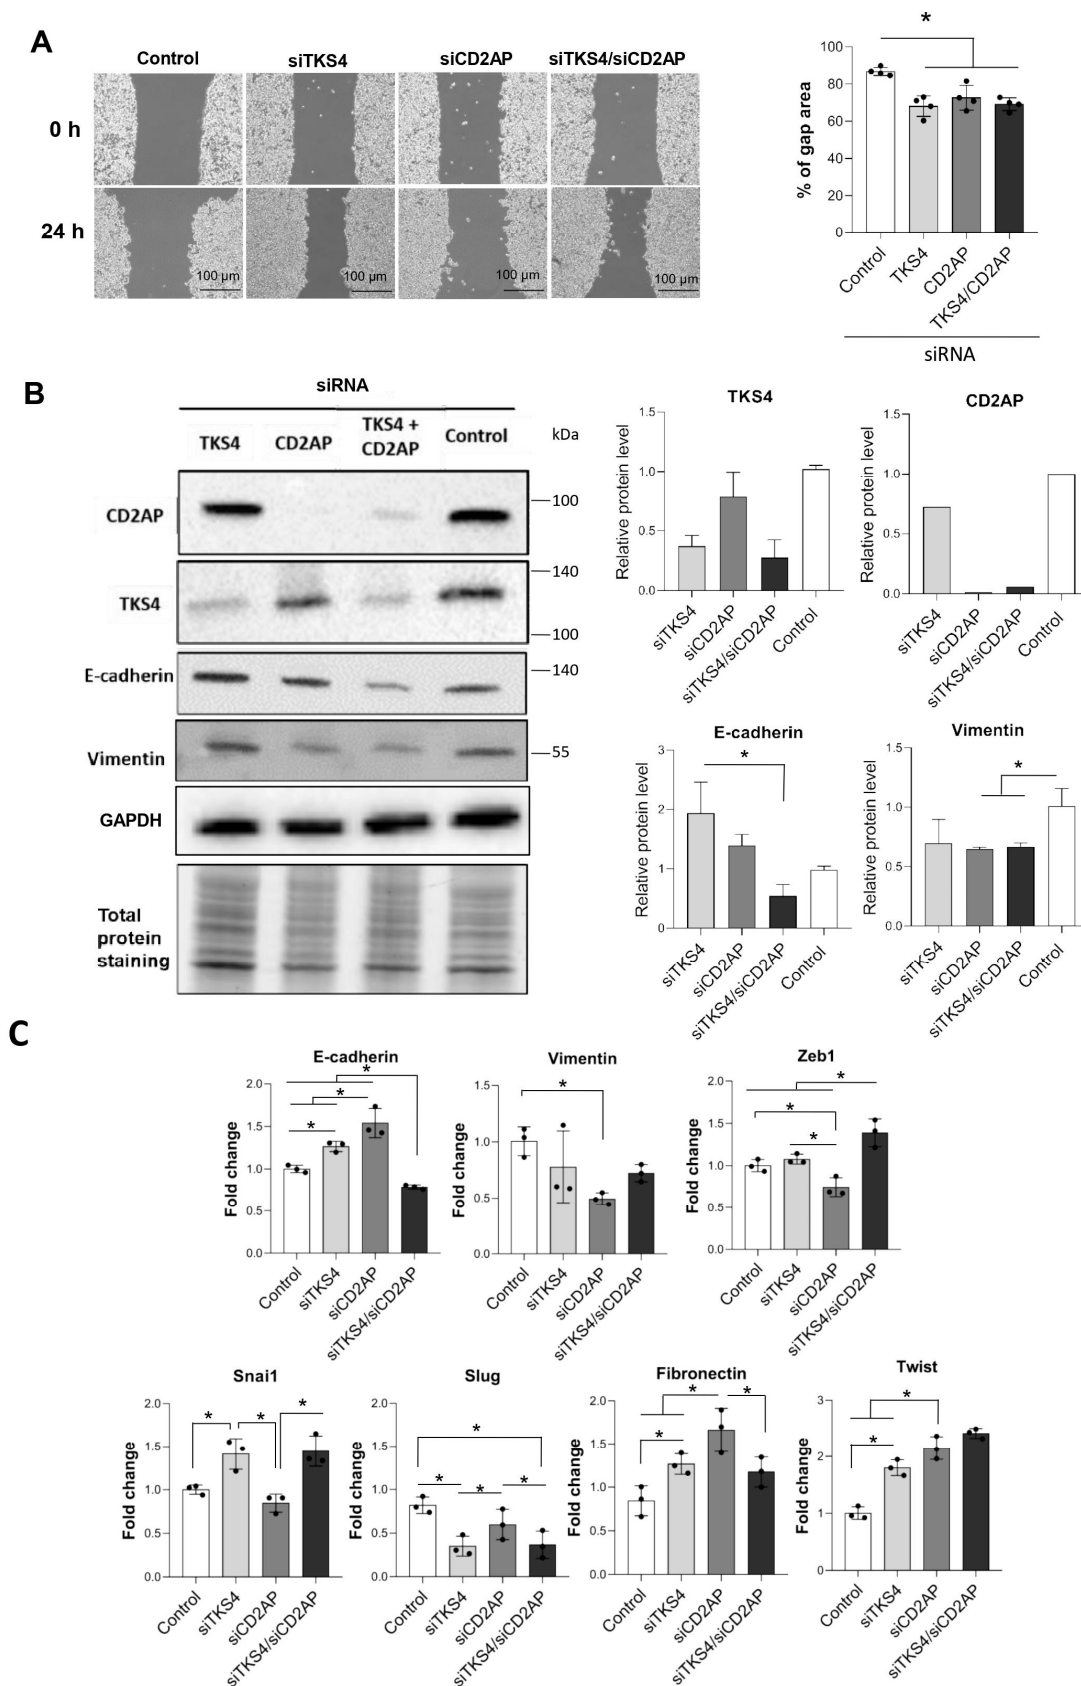 A
Control
siTKS4
siCD2AP
siTKS4/siCD2AP
0 h
24 h
100 µm
100 µm
100 µm
100 µm
*
% of gap area
100
80
60
40
20
0
Control
TKS4
CD2AP
TKS4/CD2AP
siRNA
B
siRNA
TKS4
CD2AP
TKS4 +
CD2AP
Control
kDa
CD2AP
100
TKS4
140
100
E-cadherin
140
Vimentin
55
GAPDH
Total
protein
staining
TKS4
Relative protein level
1.5
1.0
0.5
0.0
siTKS4
siCD2AP
siTKS4/siCD2AP
Control
CD2AP
Relative protein level
1.5
1.0
0.5
0.0
siTKS4
siCD2AP
siTKS4/siCD2AP
Control
E-cadherin
*
Relative protein level
3
2
1
0
siTKS4
siCD2AP
siTKS4/siCD2AP
Control
Vimentin
*
Relative protein level
1.5
1.0
0.5
0.0
siTKS4
siCD2AP
siTKS4/siCD2AP
Control
C
E-cadherin
*
*
*
Fold change
2.0
1.5
1.0
0.5
0.0
Control
siTKS4
siCD2AP
siTKS4/siCD2AP
Vimentin
*
Fold change
1.5
1.0
0.5
0.0
Control
siTKS4
siCD2AP
siTKS4/siCD2AP
Zeb1
*
*
*
Fold change
2.0
1.5
1.0
0.5
0.0
Control
siTKS4
siCD2AP
siTKS4/siCD2AP
Snai1
*
*
*
Fold change
2.0
1.5
1.0
0.5
0.0
Control
siTKS4
siCD2AP
siTKS4/siCD2AP
Slug
*
*
*
*
Fold change
2.0
1.5
1.0
0.5
0.0
Control
siTKS4
siCD2AP
siTKS4/siCD2AP
Fibronectin
*
*
*
Fold change
2.0
1.5
1.0
0.5
0.0
Control
siTKS4
siCD2AP
siTKS4/siCD2AP
Twist
*
*
Fold change
3
2
1
0
Control
siTKS4
siCD2AP
siTKS4/siCD2AP